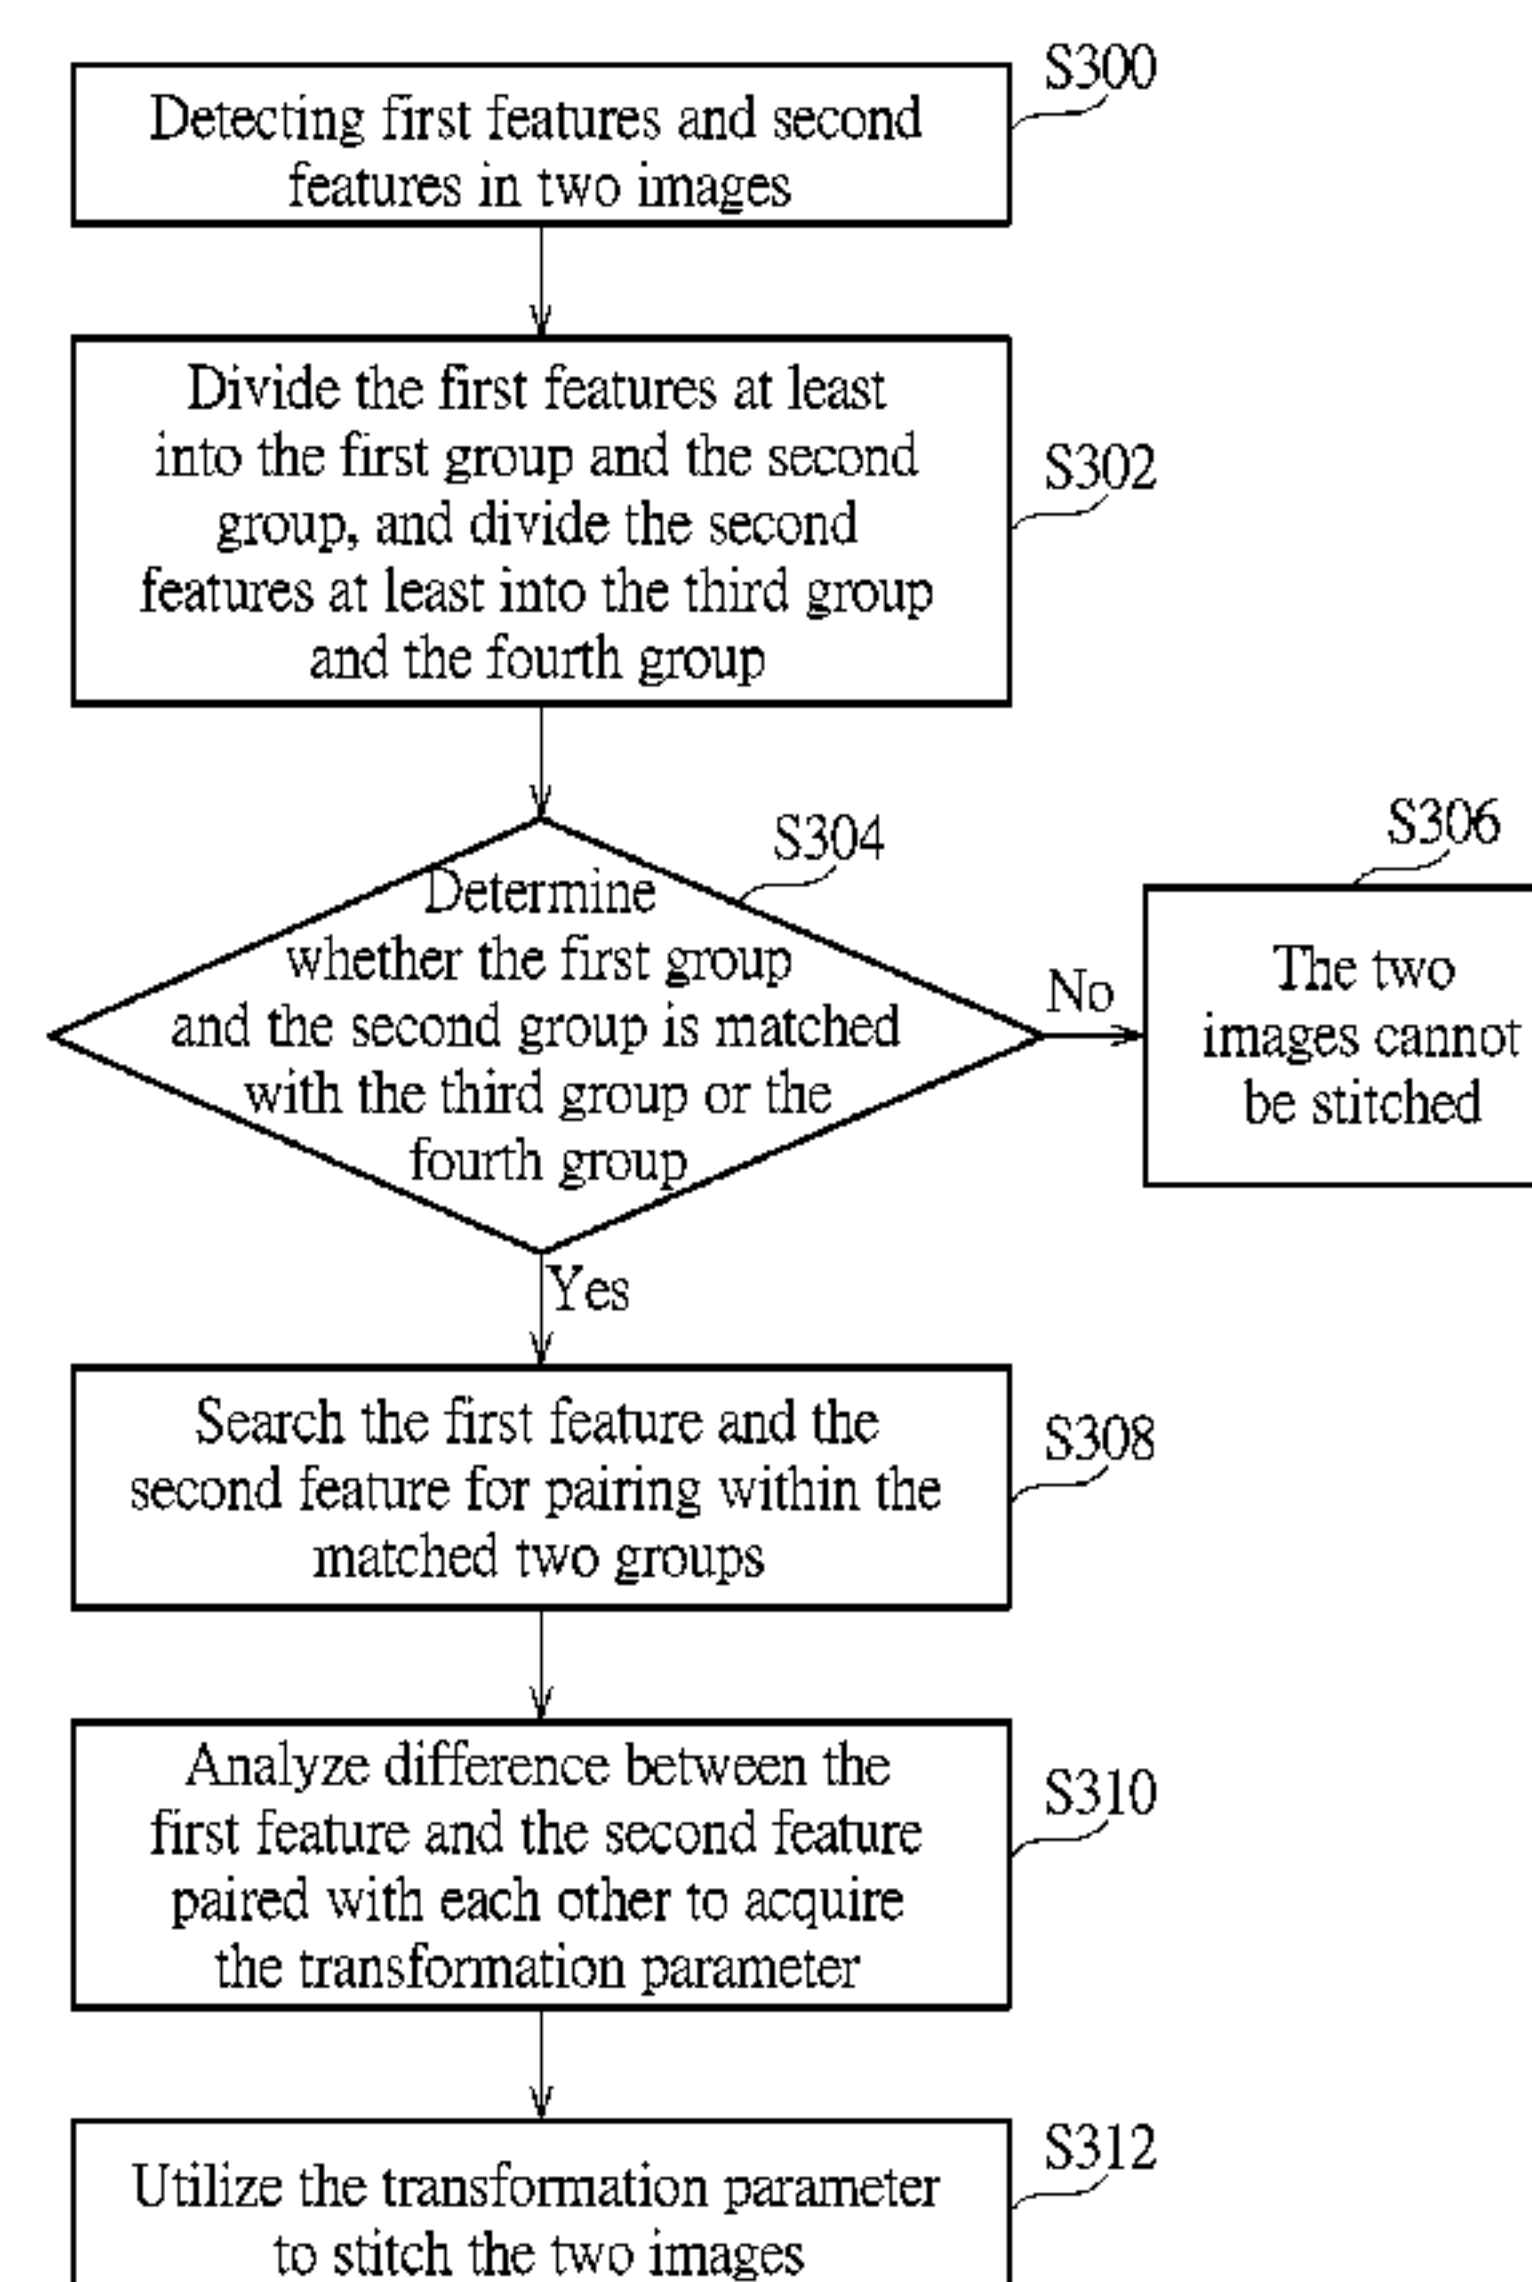 S300
Detecting first features and second
features in two images
Divide the first features at least
into the first group and the second
group, and divide the second
features at least into the third group
and the fourth group
S302
S304
Determine
whether the first group
and the second group is matched
with the third group or the
fourth group
No
S306
The two
images cannot
be stitched
Yes
Search the first feature and the
second feature for pairing within the
matched two groups
S308
Analyze difference between the
first feature and the second feature
paired with each other to acquire
the transformation parameter
S310
S312
Utilize the transformation parameter
to stitch the two images